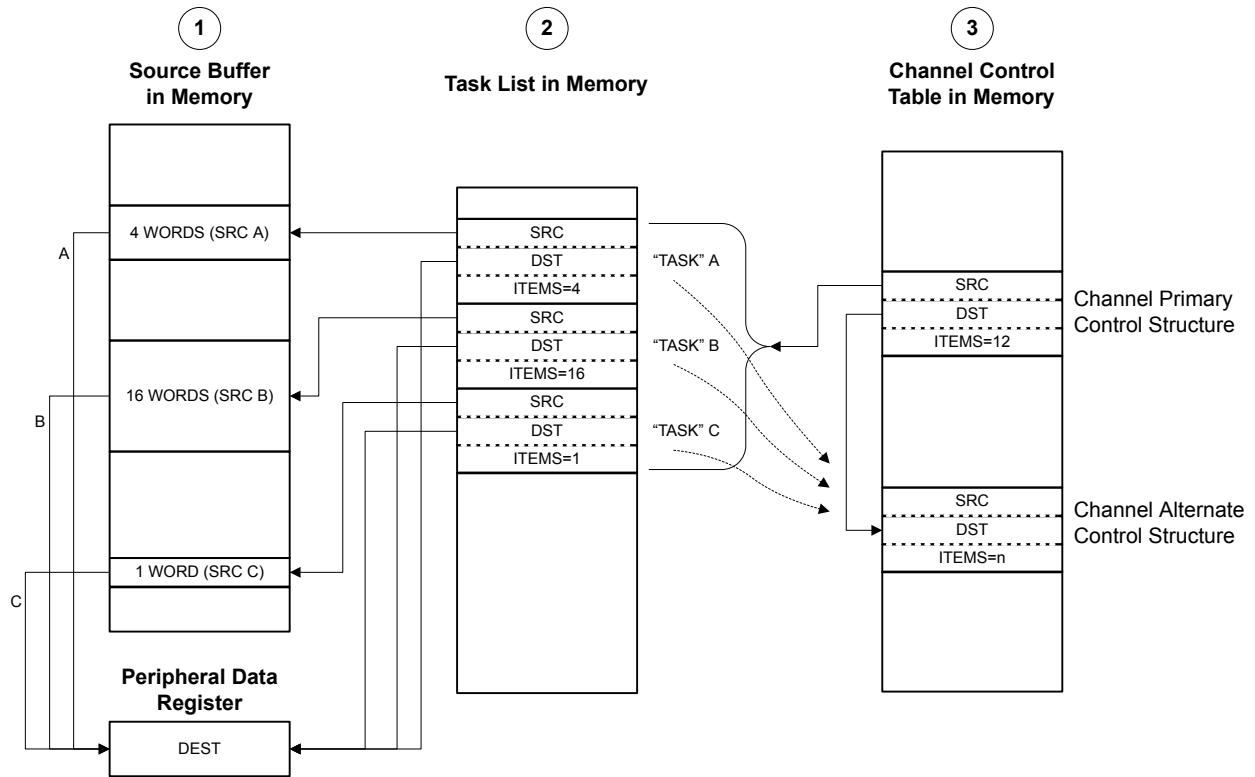 1
2
3
Source Buffer
in Memory
Task List in Memory
Channel Control
Table in Memory
4 WORDS (SRC A)
A
16 WORDS (SRC B)
B
1 WORD (SRC C)
C
Peripheral Data
Register
DEST
SRC
DST
ITEMS=4
"TASK" A
SRC
DST
ITEMS=16
"TASK" B
SRC
DST
ITEMS=1
"TASK" C
SRC
DST
ITEMS=12
Channel Primary
Control Structure
SRC
DST
ITEMS=n
Channel Alternate
Control Structure